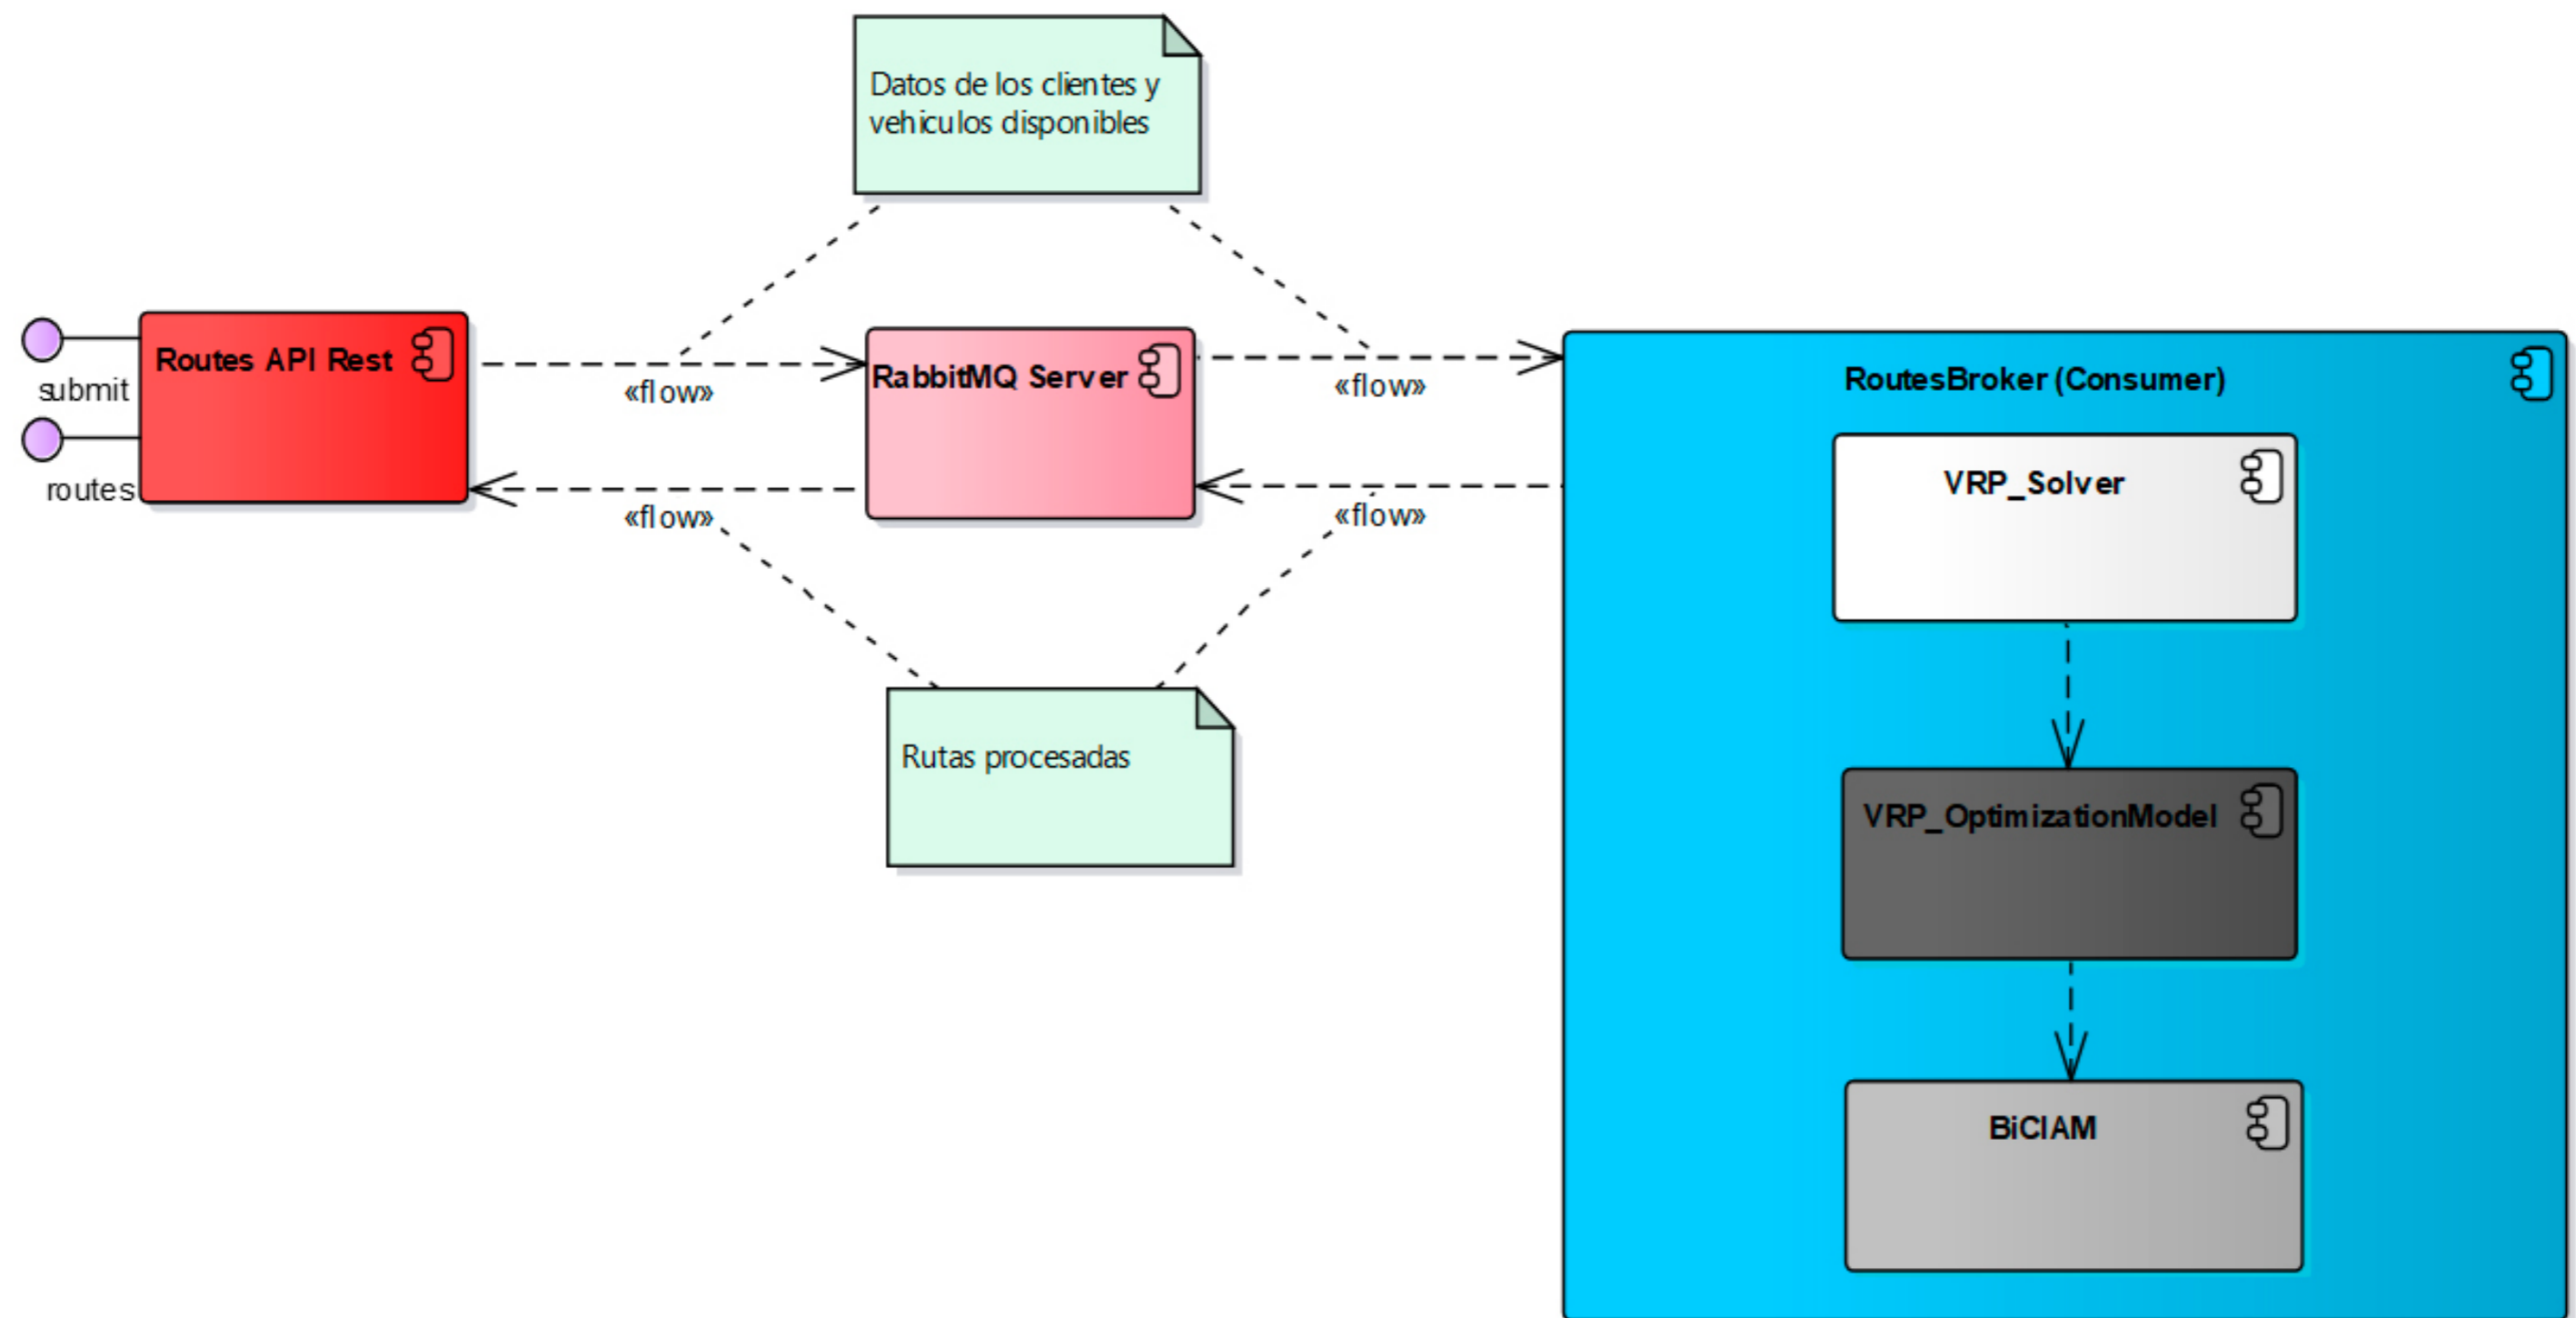 Datos de los clientes y
vehiculos disponibles
submit
routes
Routes API Rest
«flow»
«flow»
RabbitMQ Server
«flow»
«flow»
Rutas procesadas
RoutesBroker (Consumer)
VRP_Solver
VRP_OptimizationModel
BiCIAM